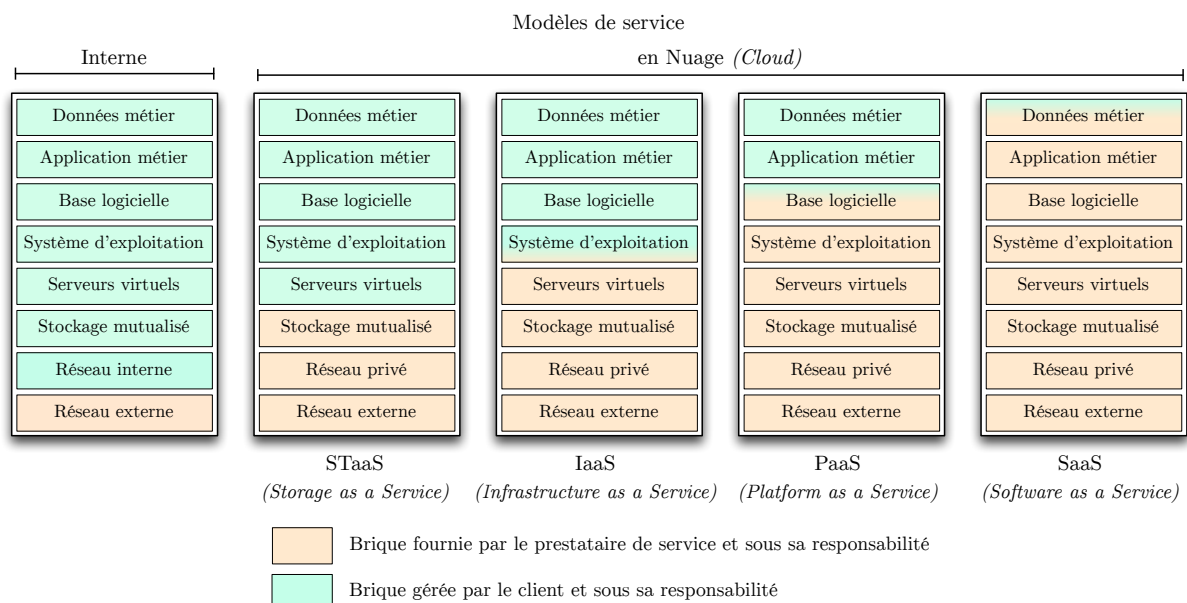 Modèles de service
Interne
en Nuage (Cloud)
Données métier
Application métier
Base logicielle
Système d'exploitation
Serveurs virtuels
Stockage mutualisé
Réseau interne
Réseau externe
Données métier
Application métier
Base logicielle
Système d'exploitation
Serveurs virtuels
Stockage mutualisé
Réseau privé
Réseau externe
STaaS
(Storage as a Service)
Données métier
Application métier
Base logicielle
Système d'exploitation
Serveurs virtuels
Stockage mutualisé
Réseau privé
Réseau externe
IaaS
(Infrastructure as a Service)
Données métier
Application métier
Base logicielle
Système d'exploitation
Serveurs virtuels
Stockage mutualisé
Réseau privé
Réseau externe
PaaS
(Platform as a Service)
Données métier
Application métier
Base logicielle
Système d'exploitation
Serveurs virtuels
Stockage mutualisé
Réseau privé
Réseau externe
SaaS
(Software as a Service)
Brique fournie par le prestataire de service et sous sa responsabilité
Brique gérée par le client et sous sa responsabilité